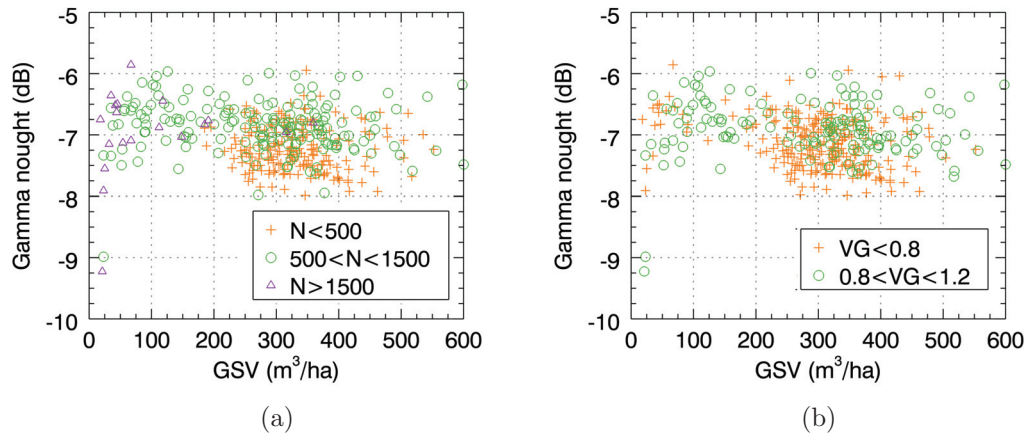 -5
-6
-7
-8
-9
-10
Gamma nought (dB)
N<500
500<N<1500
N>1500
0 100 200 300 400 500 600
GSV (m³/ha)
(a)
-5
-6
-7
-8
-9
-10
Gamma nought (dB)
VG<0.8
0.8<VG<1.2
0 100 200 300 400 500 600
GSV (m³/ha)
(b)